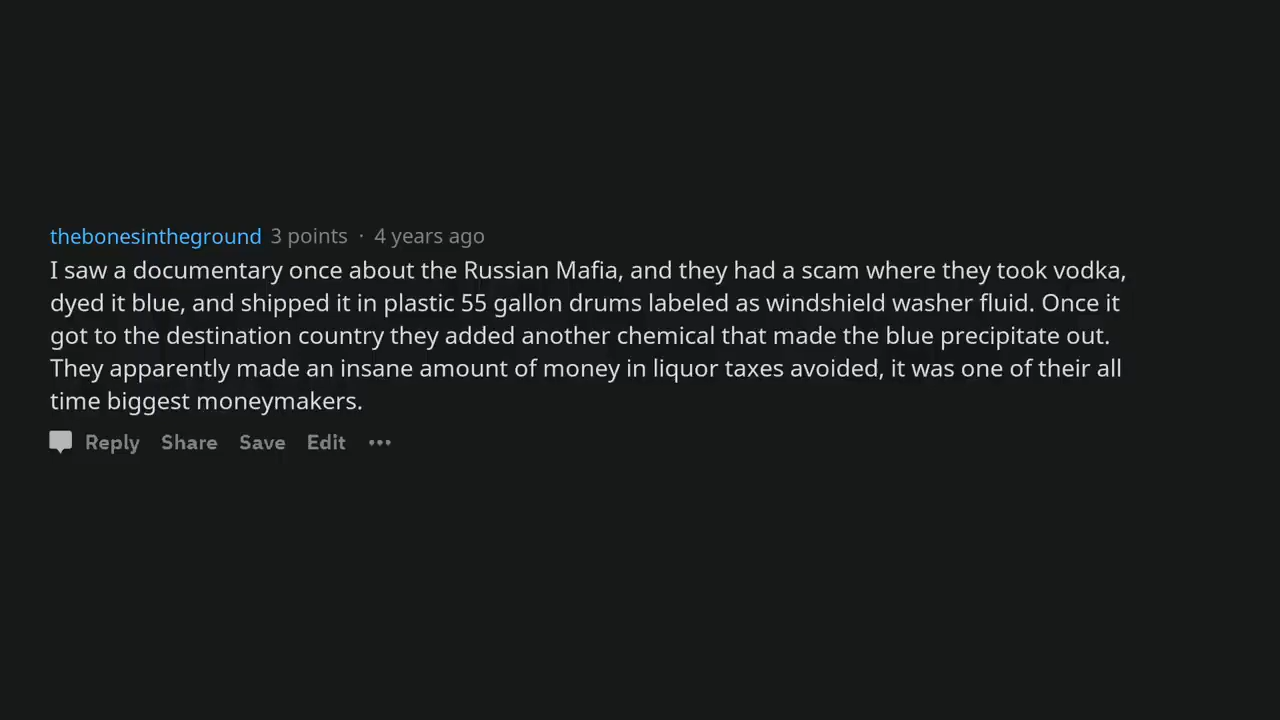 thebonesintheground 3 points · 4 years ago
I saw a documentary once about the Russian Mafia, and they had a scam where they took vodka,
dyed it blue, and shipped it in plastic 55 gallon drums labeled as windshield washer fluid. Once it
got to the destination country they added another chemical that made the blue precipitate out.
They apparently made an insane amount of money in liquor taxes avoided, it was one of their all
time biggest moneymakers.
Reply Share Save Edit •••